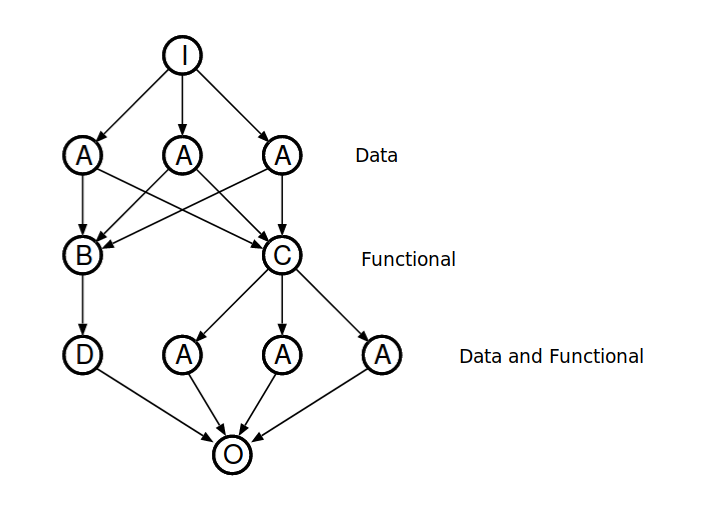 I
A A A Data
B C Functional
D A A A Data and Functional
O